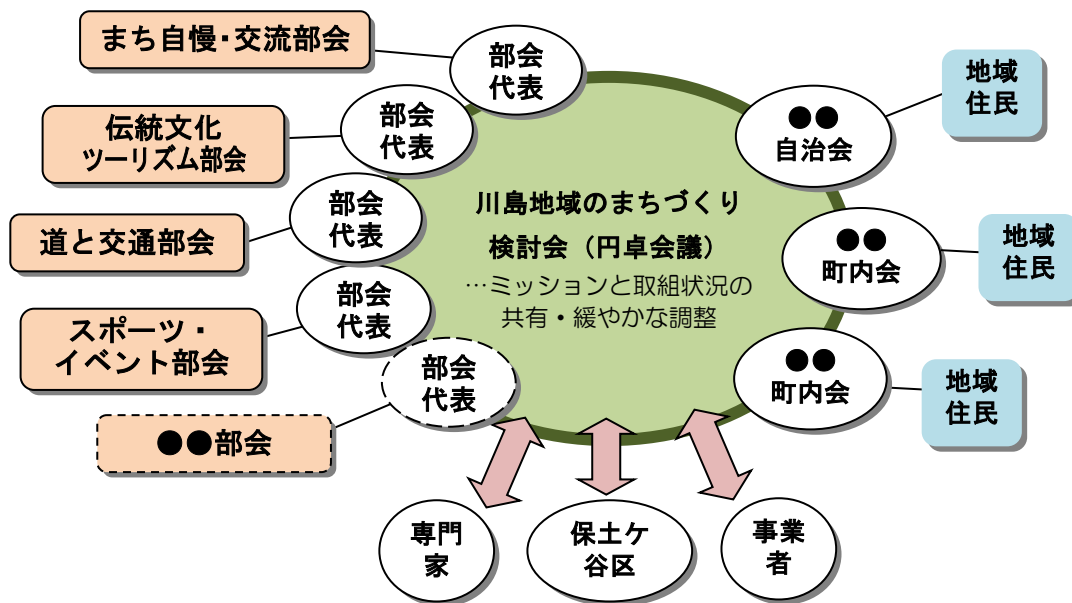 まち自慢・交流部会
部会
代表
伝統文化
ツーリズム部会
部会
代表
道と交通部会
部会
代表
スポーツ・
イベント部会
部会
代表
●●部会
部会
代表
川島地域のまちづくり
検討会（円卓会議）
…ミッションと取組状況の
共有・緩やかな調整
●●
自治会
地域
住民
●●
町内会
地域
住民
●●
町内会
地域
住民
専門
家
保土ケ
谷区
事業
者